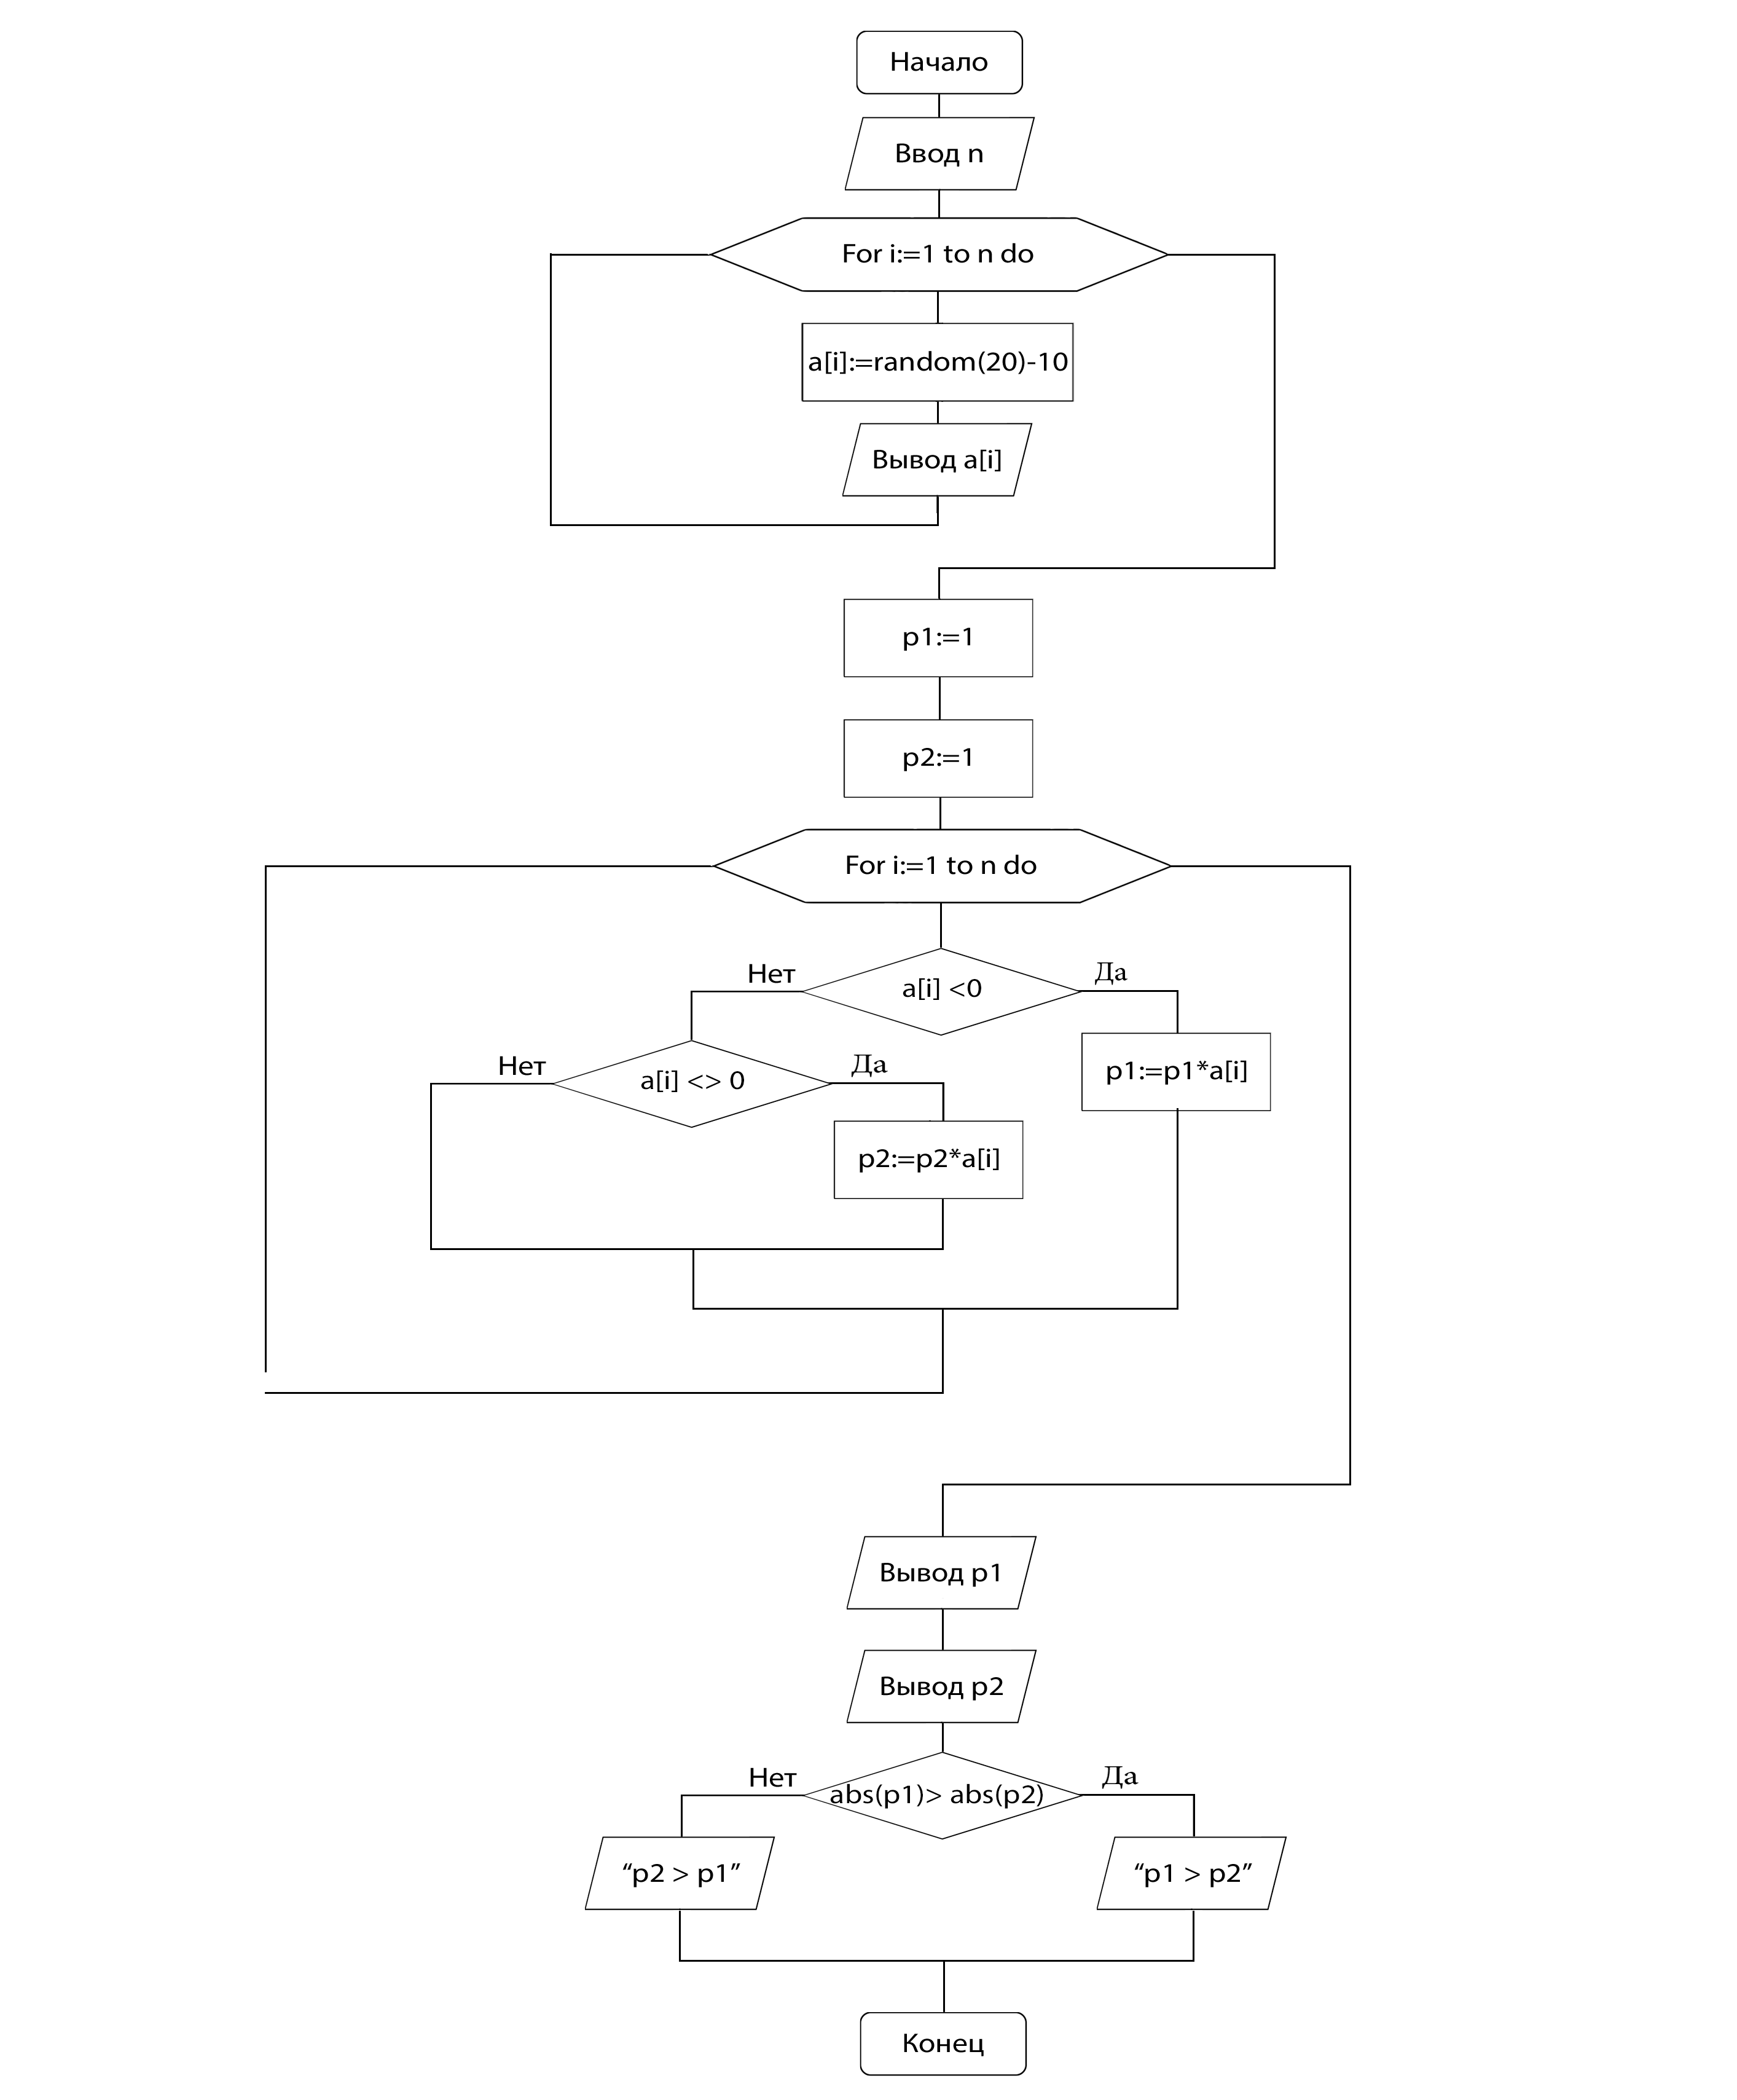 Начало
Ввод n
For i:=1 to n do
a[i]:=random(20)-10
Вывод a[i]
p1:=1
p2:=1
For i:=1 to n do
a[i] <0
Нет
Да
a[i] <> 0
Нет
Да
p1:=p1*a[i]
p2:=p2*a[i]
Вывод p1
Вывод p2
abs(p1)> abs(p2)
Нет
Да
“p2 > p1”
“p1 > p2”
Конец